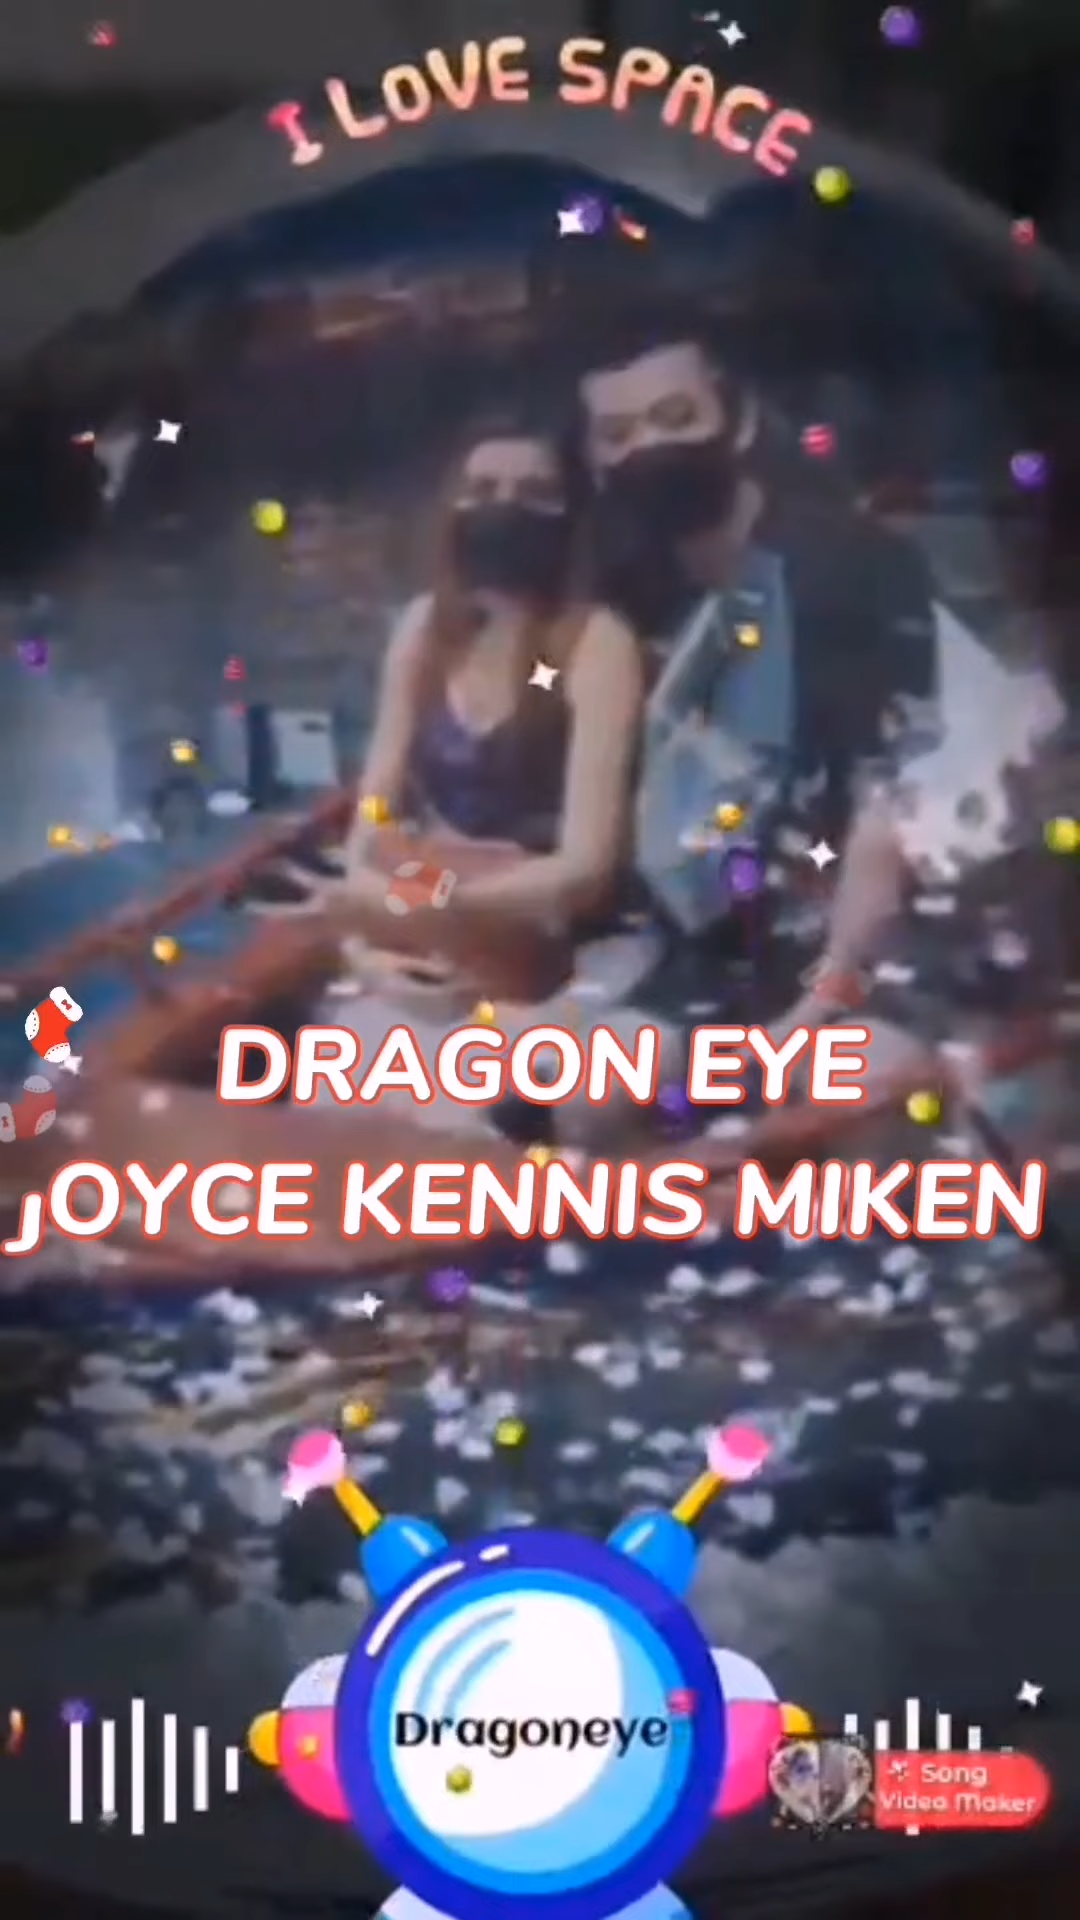 I LOVE SPACE
DRAGON EYE
JOYCE KENNIS MIKEN
Dragoneye
Song
Video Maker